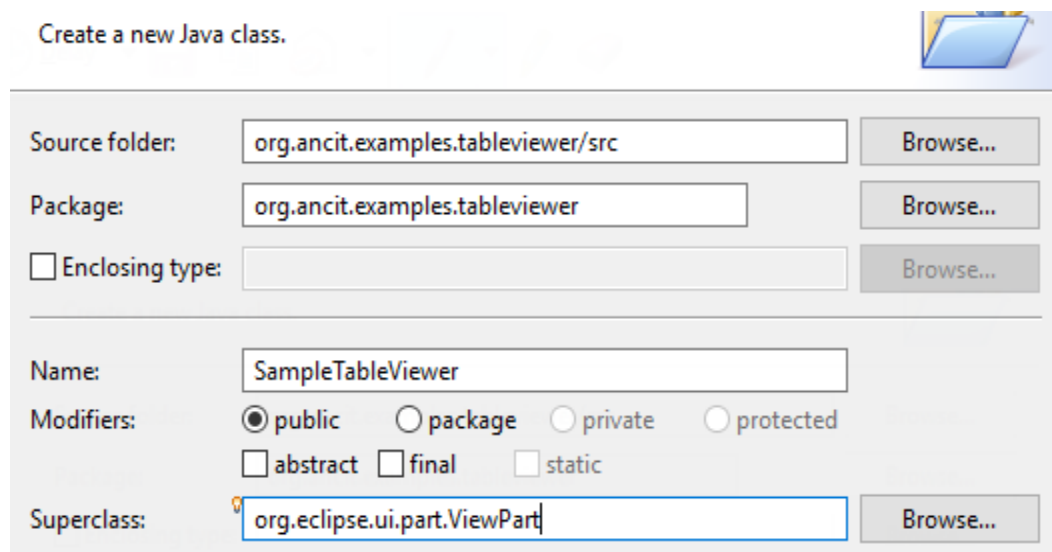 Create a new Java class.
Source folder: org.ancit.examples.tableviewer/src Browse...
Package: org.ancit.examples.tableviewer Browse...
Enclosing type: Browse...
Name: SampleTableViewer
Modifiers: public package private protected
abstract final static
Superclass: org.eclipse.ui.part.ViewPart Browse...